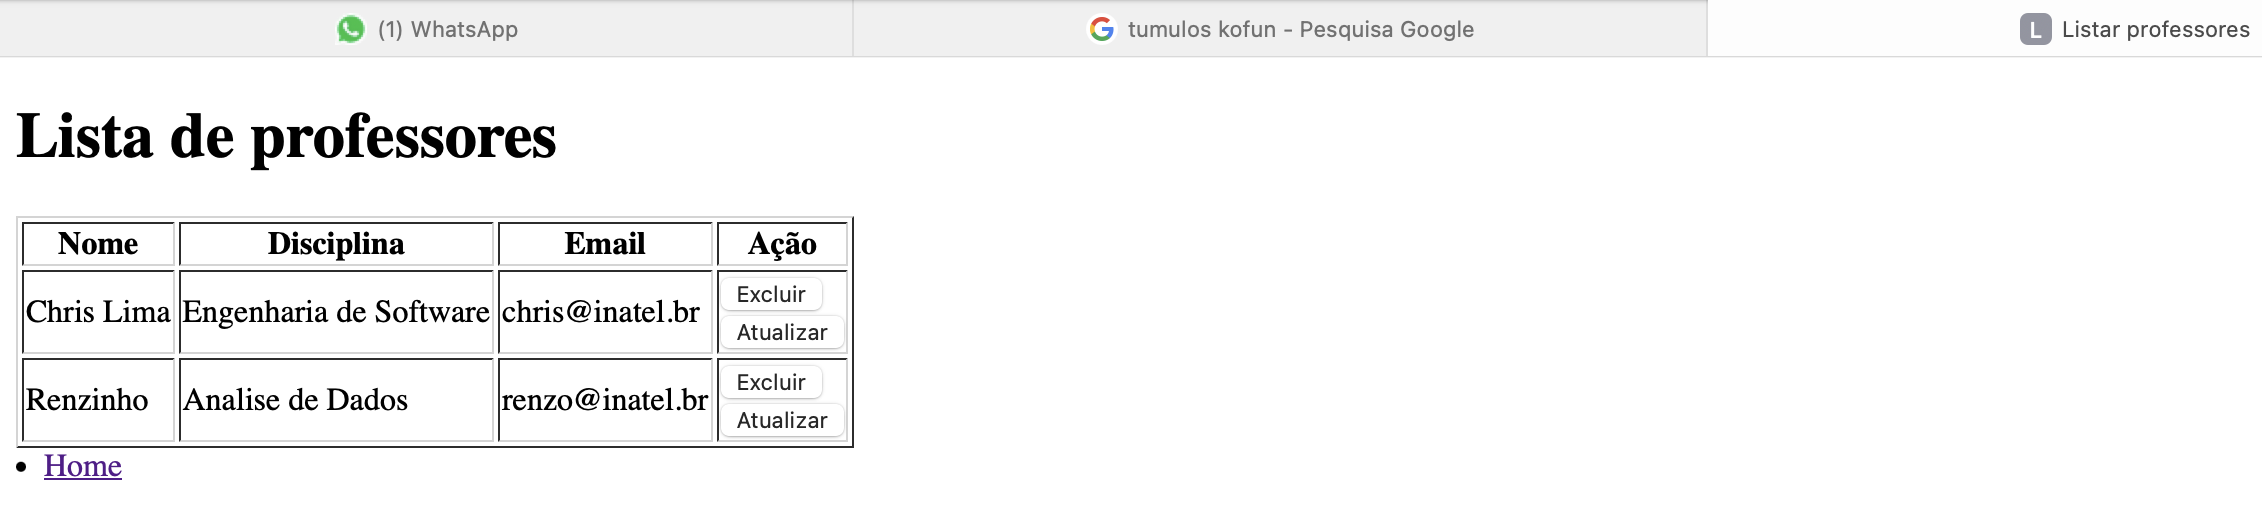 (1) WhatsApp
tumulos kofun - Pesquisa Google
L Listar professores
Lista de professores
Nome Disciplina Email Ação
Chris Lima Engenharia de Software chris@inatel.br Excluir
Atualizar
Renzinho Analise de Dados renzo@inatel.br Excluir
Atualizar
Home